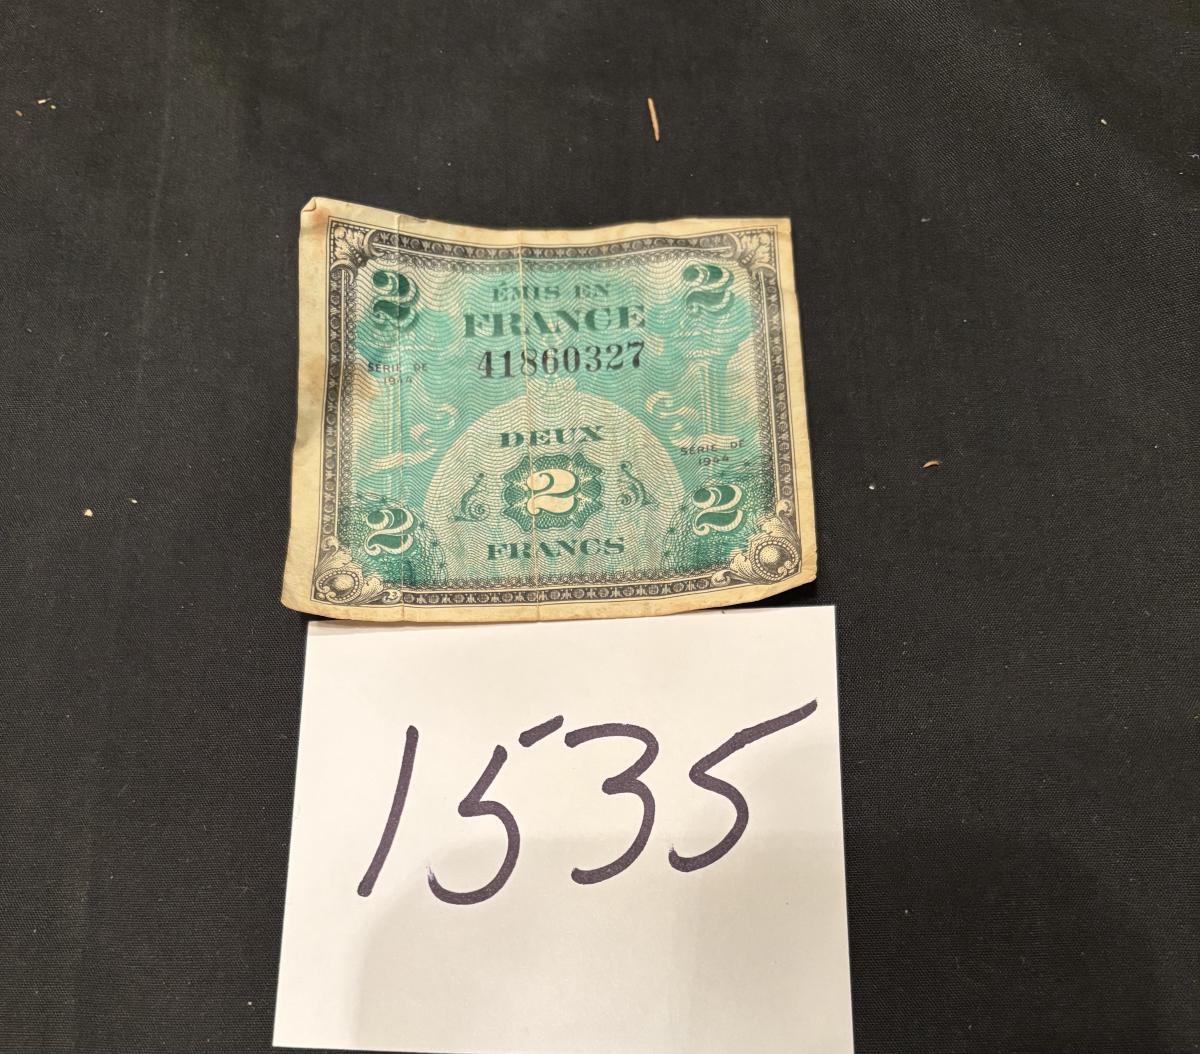 2 2
ÉMIS EN
FRANCE
41860327
SÉRIE DE
1944
DEUX
SÉRIE DE
1944
2
2 2
FRANCS
1535